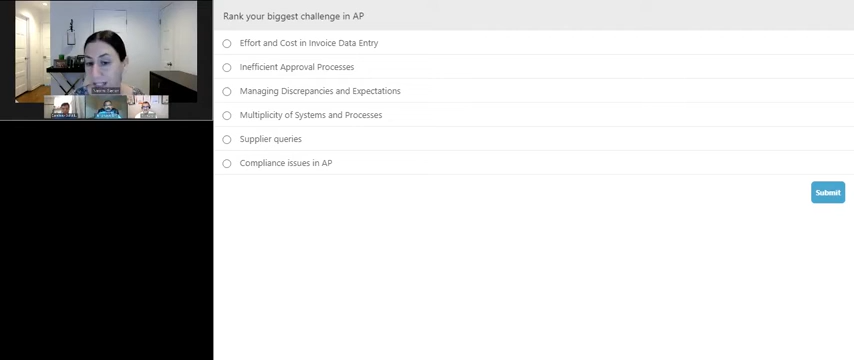 Rank your biggest challenge in AP
Effort and Cost in Invoice Data Entry
Inefficient Approval Processes
Managing Discrepancies and Expectations
Multiplicity of Systems and Processes
Supplier queries
Compliance issues in AP
Submit